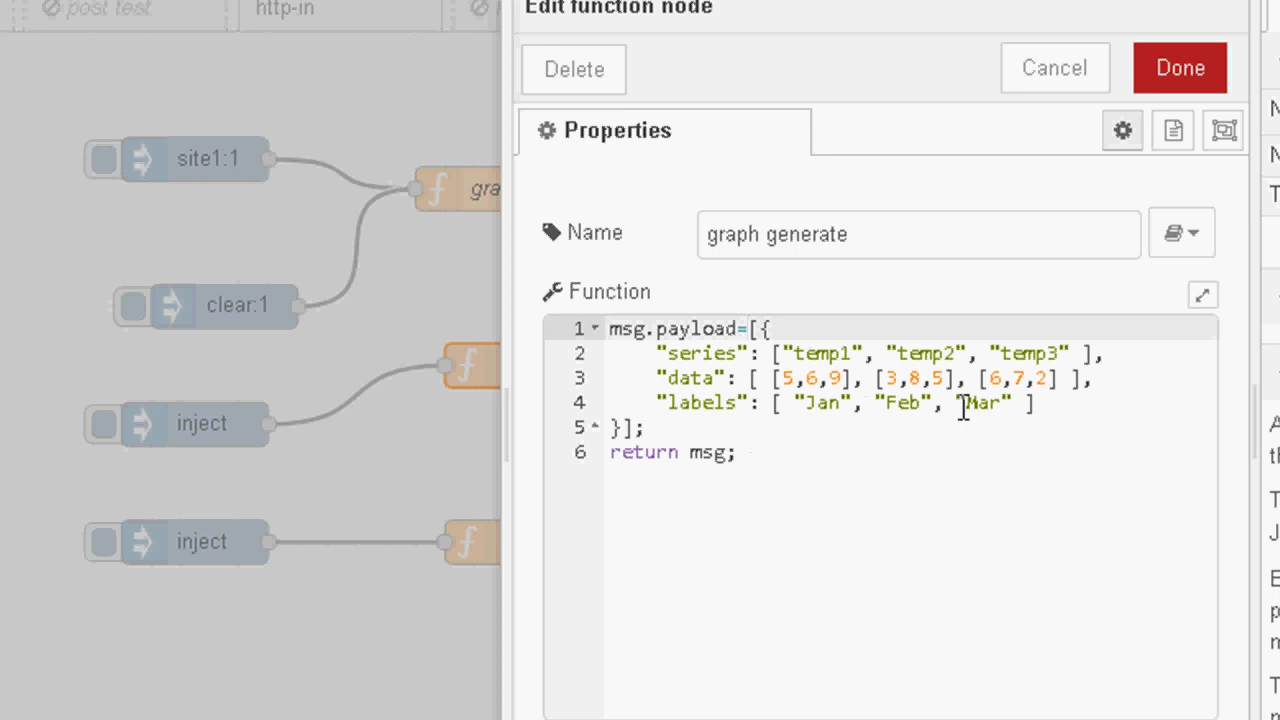 post test
http-in
Edit function node
Delete
Cancel
Done
Properties
site1:1
clear:1
inject
inject
Name
graph generate
Function
1 msg.payload=[{
2 "series": ["temp1", "temp2", "temp3" ],
3 "data": [ [5,6,9], [3,8,5], [6,7,2] ],
4 "labels": [ "Jan", "Feb", "Mar" ]
5 }];
6 return msg;